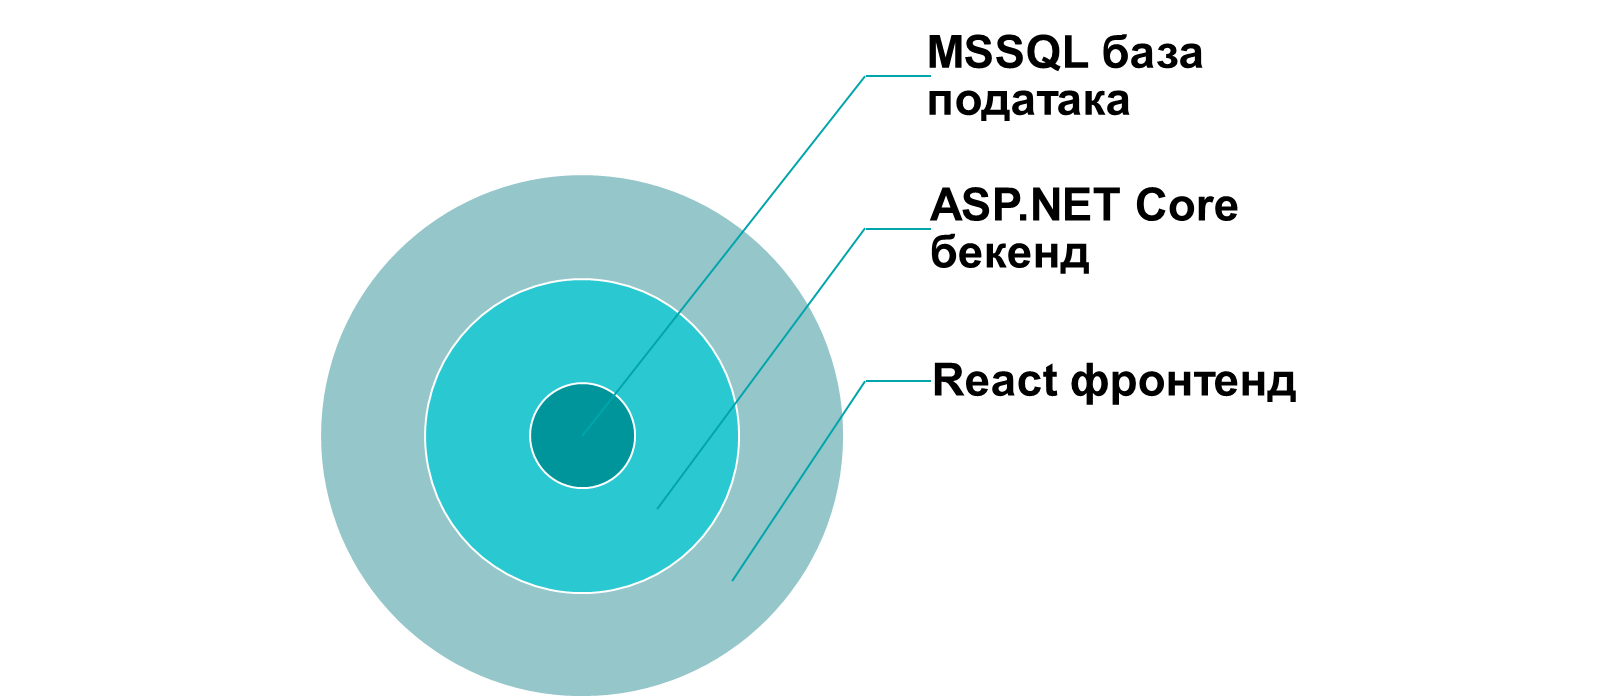 MSSQL база
података
ASP.NET Core
бекенд
React фронтенд